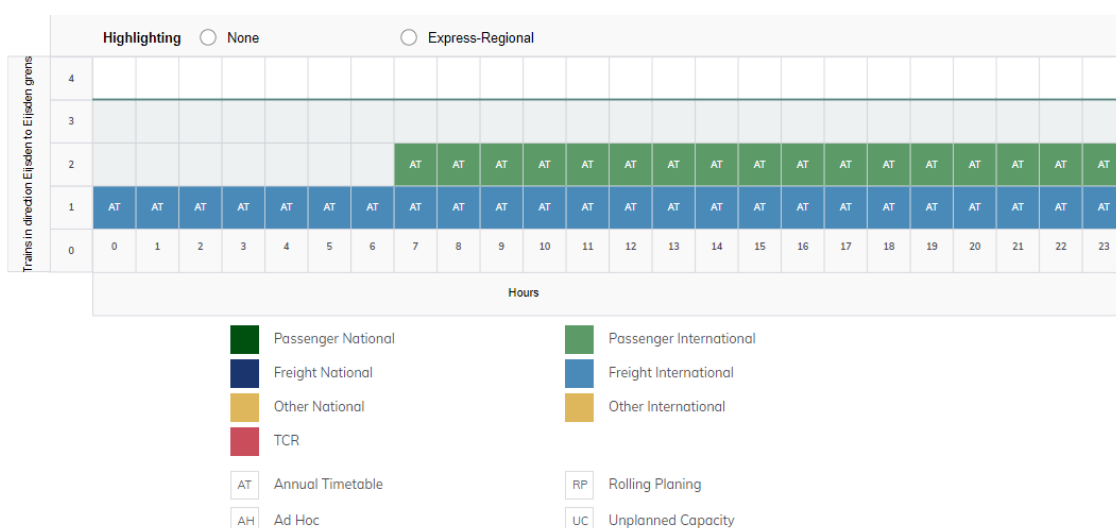 Highlighting None Express-Regional
Trains in direction Eijsden to Eijsden grens
4
3
2 AT AT AT AT AT AT AT AT AT AT AT AT AT AT AT AT AT
1 AT AT AT AT AT AT AT AT AT AT AT AT AT AT AT AT AT AT AT AT AT AT AT AT
0 0 1 2 3 4 5 6 7 8 9 10 11 12 13 14 15 16 17 18 19 20 21 22 23
Hours
Passenger National Passenger International
Freight National Freight International
Other National Other International
TCR
AT Annual Timetable RP Rolling Planing
AH Ad Hoc UC Unplanned Capacity